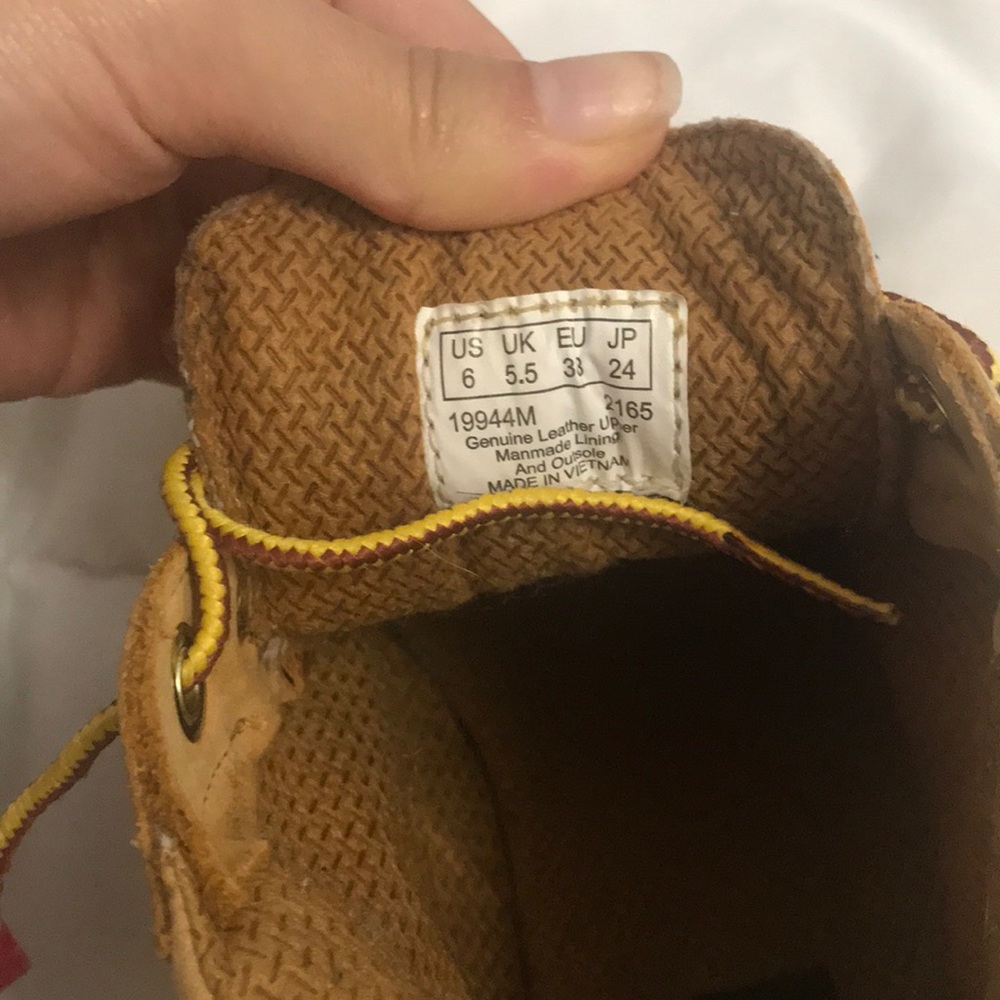 US UK EU JP
6 5.5 38 24
19944M 2165
Genuine Leather Upper
Manmade Lining
And Outsole
MADE IN VIETNAM